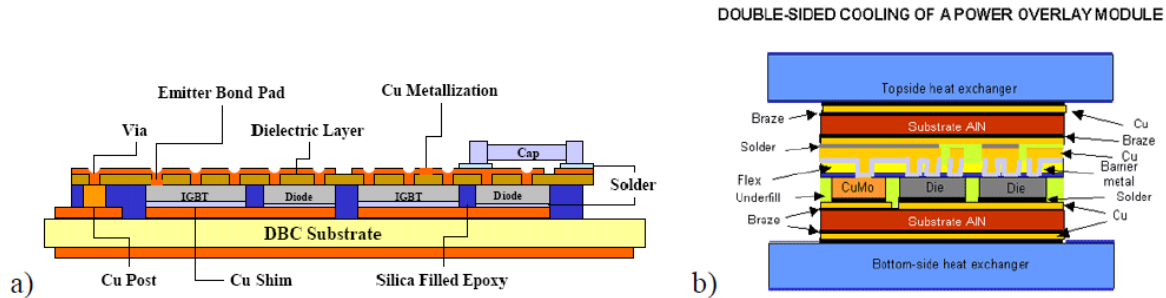 DOUBLE-SIDED COOLING OF A POWER OVERLAY MODULE
Emitter Bond Pad
Cu Metallization
Via
Dielectric Layer
Cap
Solder
IGBT
Diode
IGBT
Diode
DBC Substrate
Cu Post
Cu Shim
Silica Filled Epoxy
a)
Topside heat exchanger
Braze
Cu
Substrate AlN
Braze
Solder
Cu
Flex
Barrier
metal
CuMo
Die
Die
Underfill
Solder
Braze
Cu
Substrate AlN
Bottom-side heat exchanger
b)